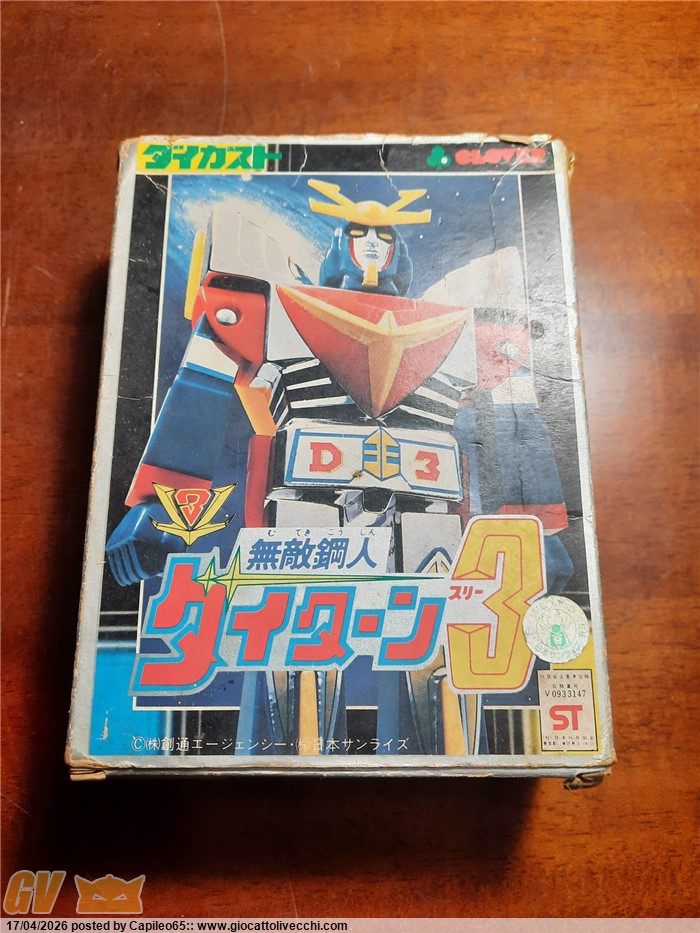 ダイカスト
CLOVER
D 3
3
む てき こう じん
無敵鋼人
ダイターン3
スリー
V0933147
ST
©㈱創通エージェンシー・㈱日本サンライズ
GV
17/04/2026 posted by Capileo65:: www.giocattolivecchi.com